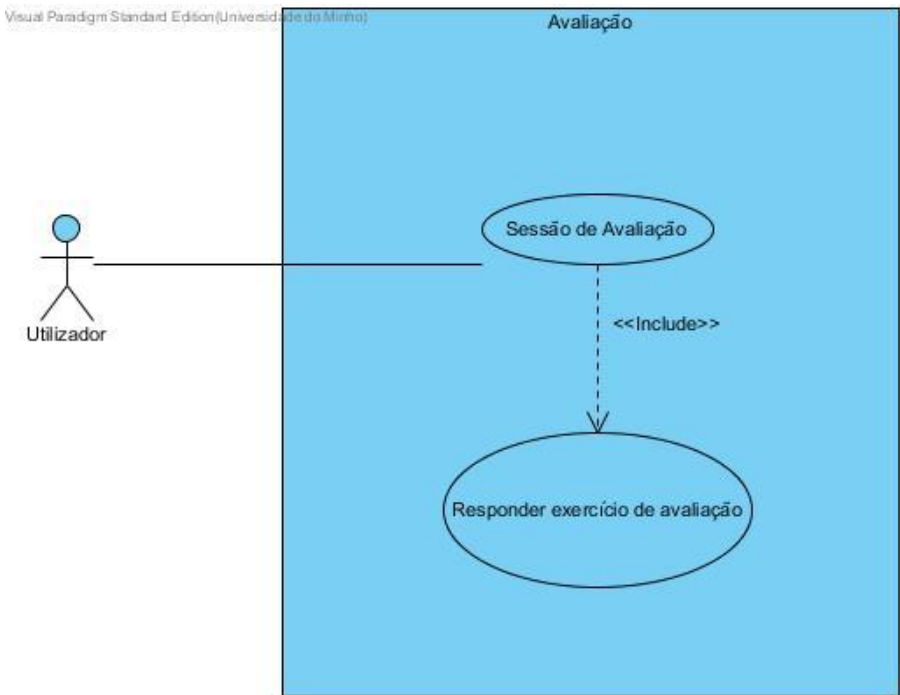 Visual Paradigm Standard Edition(Universidade do Minho)
Avaliação
Sessão de Avaliação
Utilizador
<<Include>>
Responder exercício de avaliação